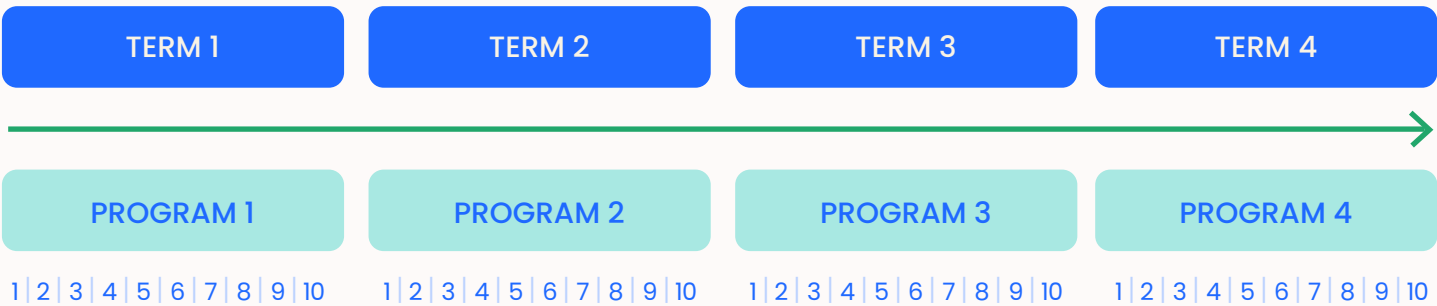 TERM 1 TERM 2 TERM 3 TERM 4
PROGRAM 1 PROGRAM 2 PROGRAM 3 PROGRAM 4
1 2 3 4 5 6 7 8 9 10 1 2 3 4 5 6 7 8 9 10 1 2 3 4 5 6 7 8 9 10 1 2 3 4 5 6 7 8 9 10